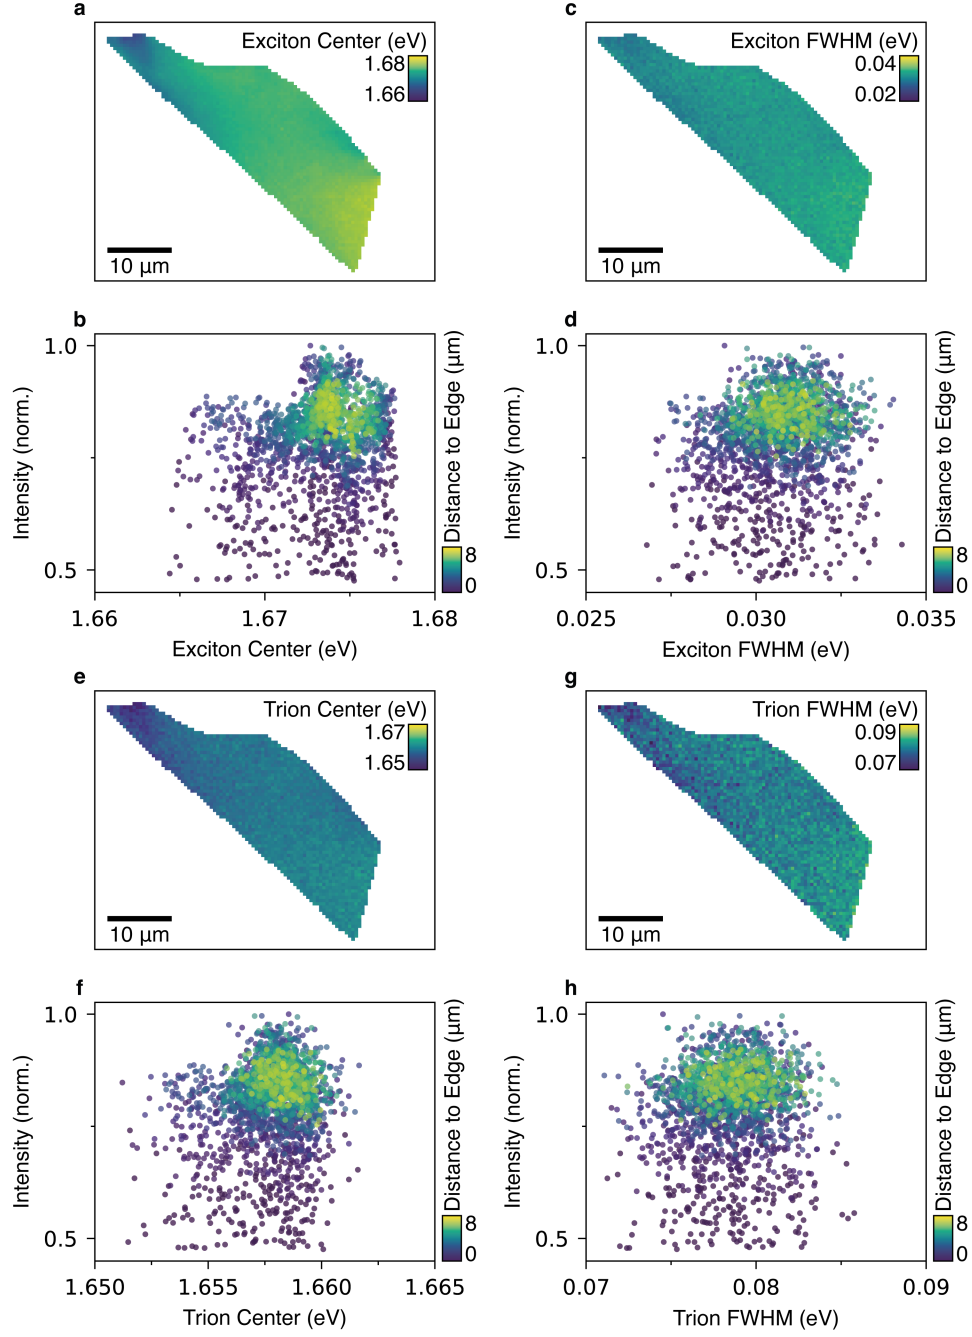 a
Exciton Center (eV)
1.68
1.66
10 µm
c
Exciton FWHM (eV)
0.04
0.02
10 µm
b
1.0
0.5
Intensity (norm.)
1.66
1.67
1.68
Exciton Center (eV)
Distance to Edge (µm)
8
0
d
1.0
0.5
Intensity (norm.)
0.025
0.030
0.035
Exciton FWHM (eV)
Distance to Edge (µm)
8
0
e
Trion Center (eV)
1.67
1.65
10 µm
g
Trion FWHM (eV)
0.09
0.07
10 µm
f
1.0
0.5
Intensity (norm.)
1.650
1.655
1.660
1.665
Trion Center (eV)
Distance to Edge (µm)
8
0
h
1.0
0.5
Intensity (norm.)
0.07
0.08
0.09
Trion FWHM (eV)
Distance to Edge (µm)
8
0